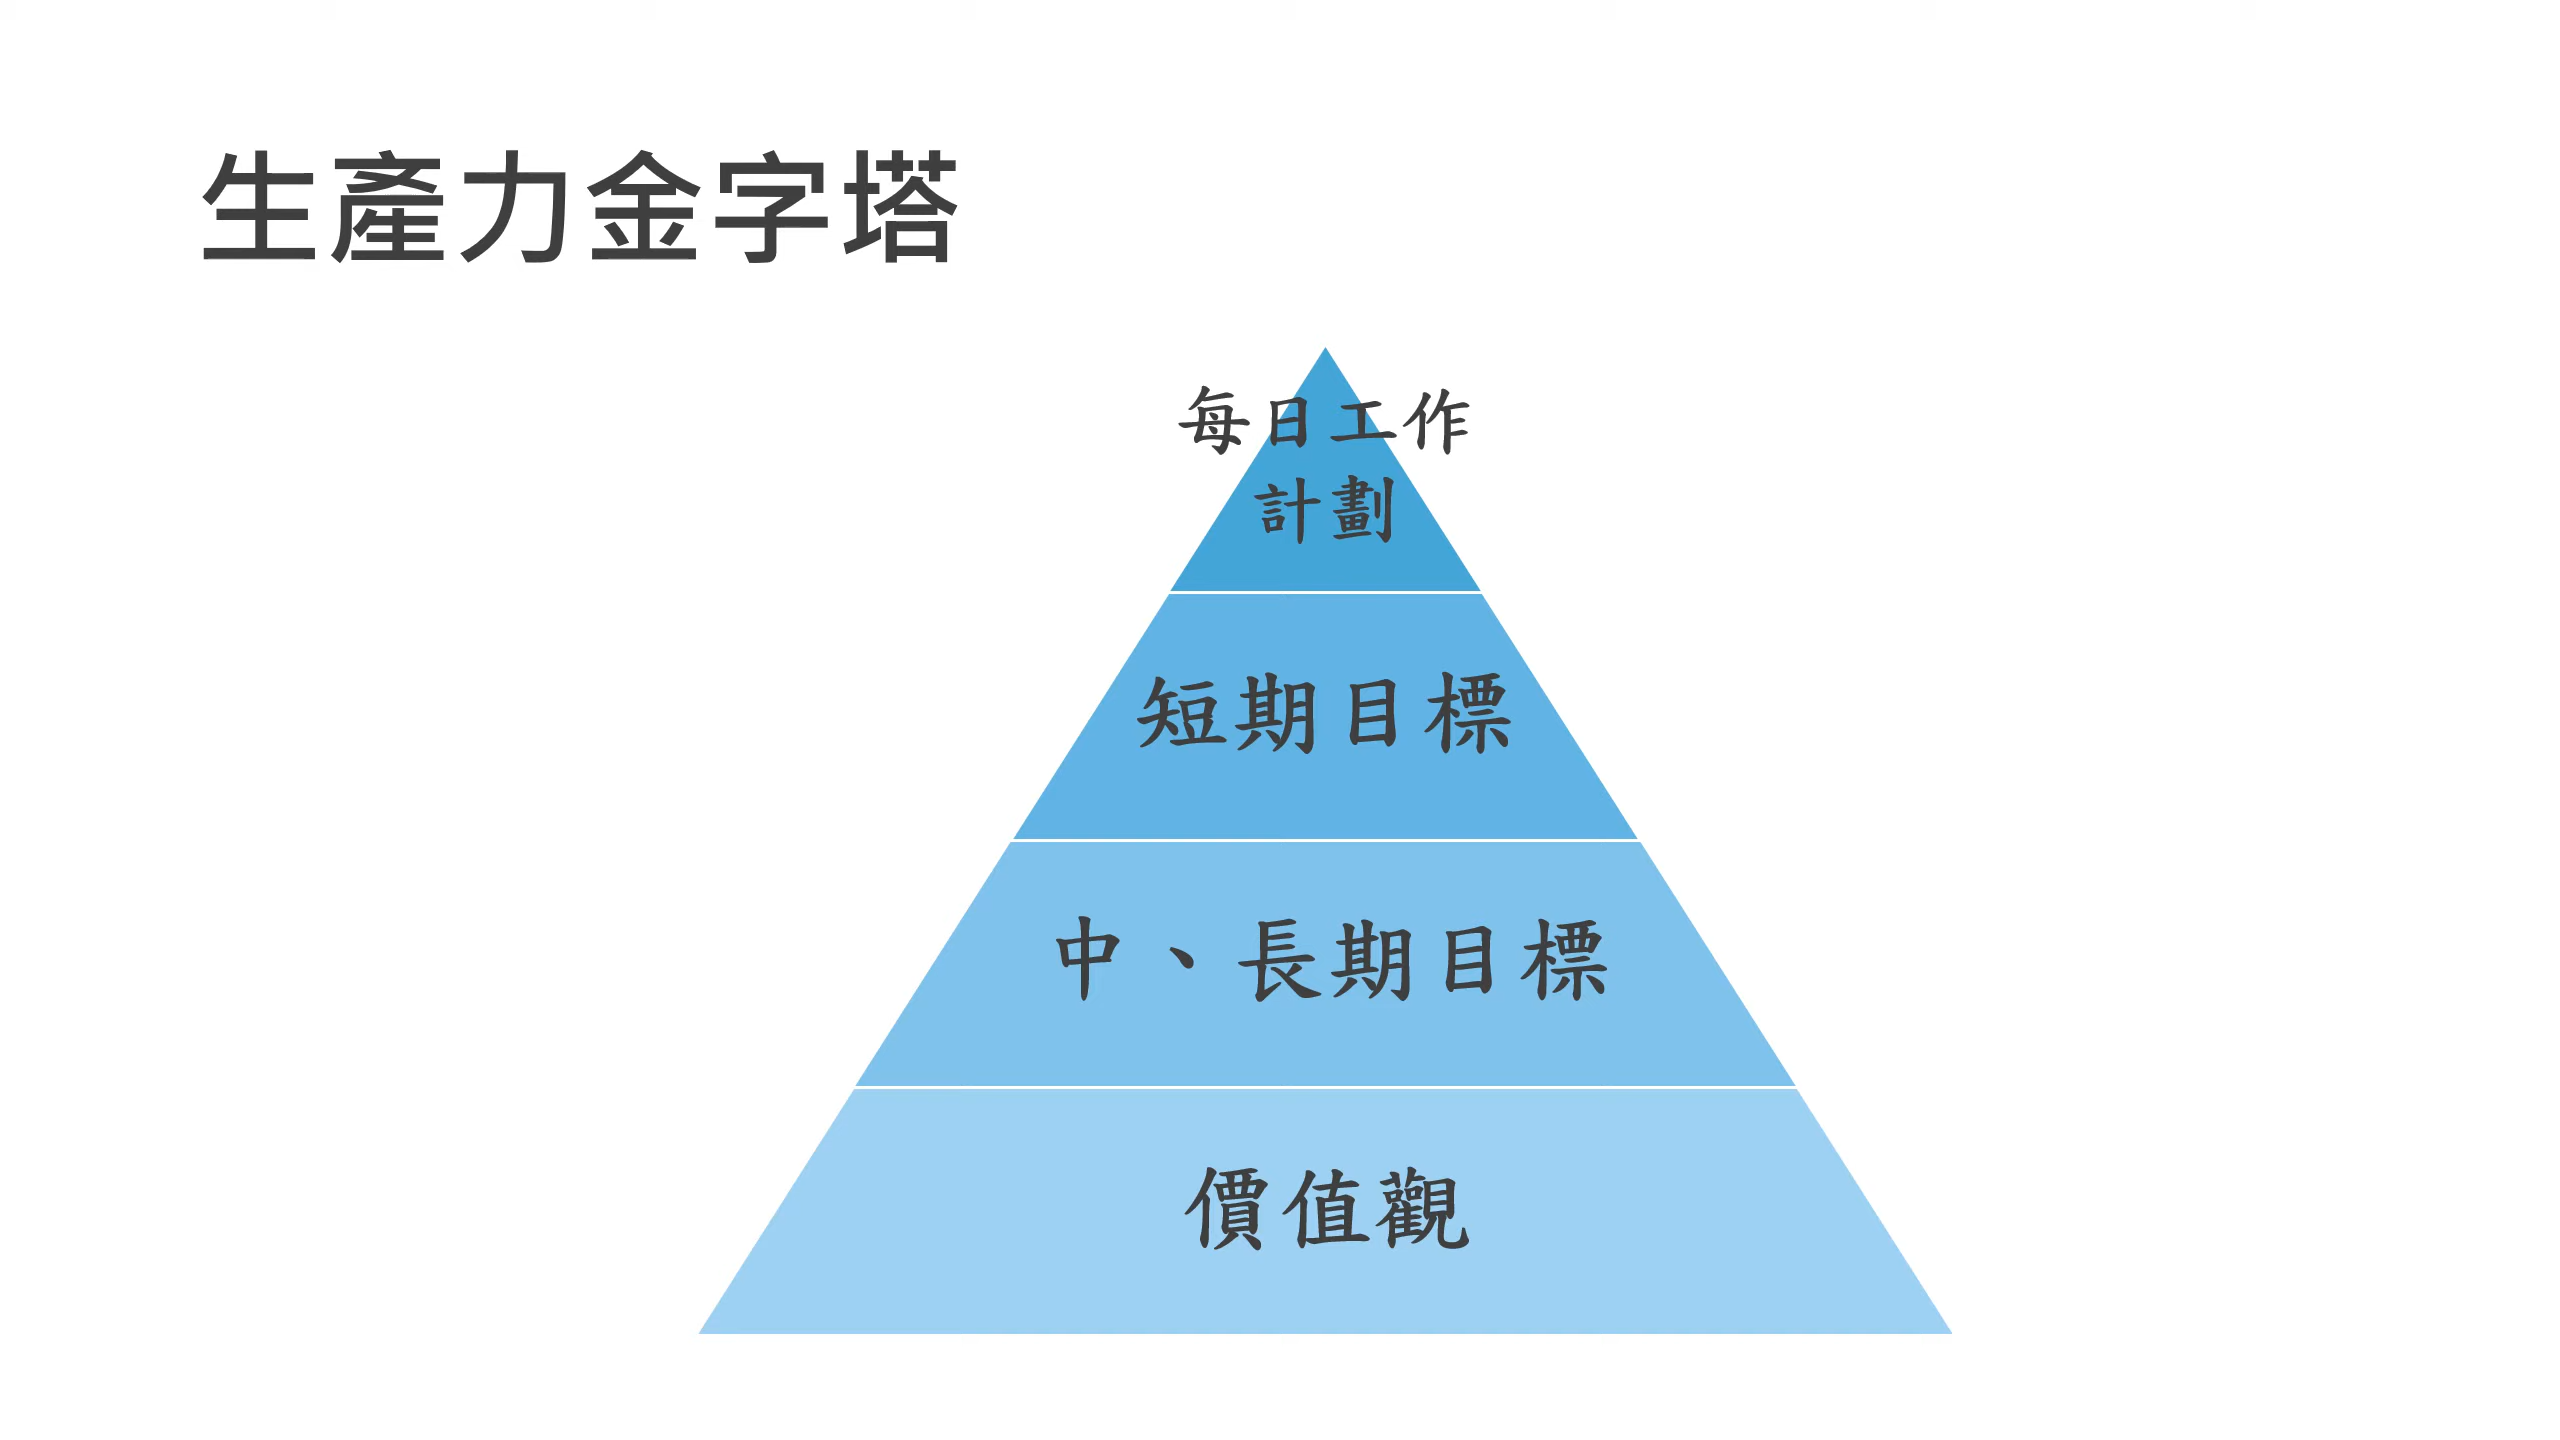 生產力金字塔
每日工作
計劃
短期目標
中、長期目標
價值觀